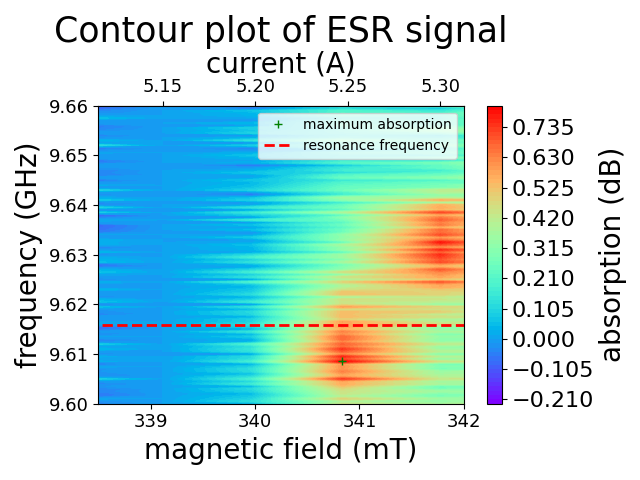 Contour plot of ESR signal
current (A)
5.15 5.20 5.25 5.30
maximum absorption
resonance frequency
9.66
9.65
9.64
9.63
9.62
9.61
9.60
frequency (GHz)
339 340 341 342
magnetic field (mT)
0.735
0.630
0.525
0.420
0.315
0.210
0.105
0.000
−0.105
−0.210
absorption (dB)